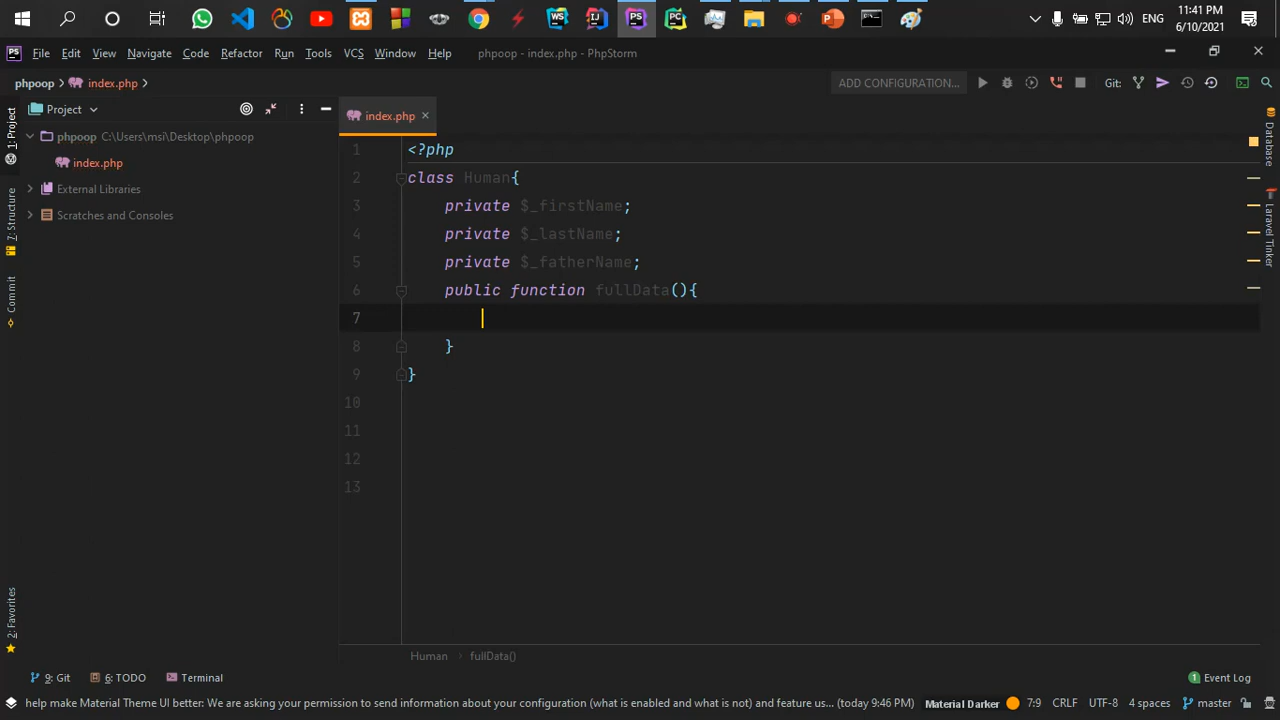 WS
IJ
PS
PC
ENG
11:41 PM
6/10/2021
PS File Edit View Navigate Code Refactor Run Tools VCS Window Help phpoop - index.php - PhpStorm
phpoop index.php ADD CONFIGURATION... Git:
Project
index.php
phpoop C:\Users\msi\Desktop\phpoop
index.php
External Libraries
Scratches and Consoles
1: Project
7: Structure
Commit
2: Favorites
1 <?php
2 class Human{
3 private $_firstName;
4 private $_lastName;
5 private $_fatherName;
6 public function fullData(){
7
8 }
9 }
10
11
12
13
Database
Laravel Tinker
Human fullData()
9: Git 6: TODO Terminal 1 Event Log
help make Material Theme UI better: We are asking your permission to send information about your configuration (what is enabled and what is not) and feature us... (today 9:46 PM) Material Darker 7:9 CRLF UTF-8 4 spaces master